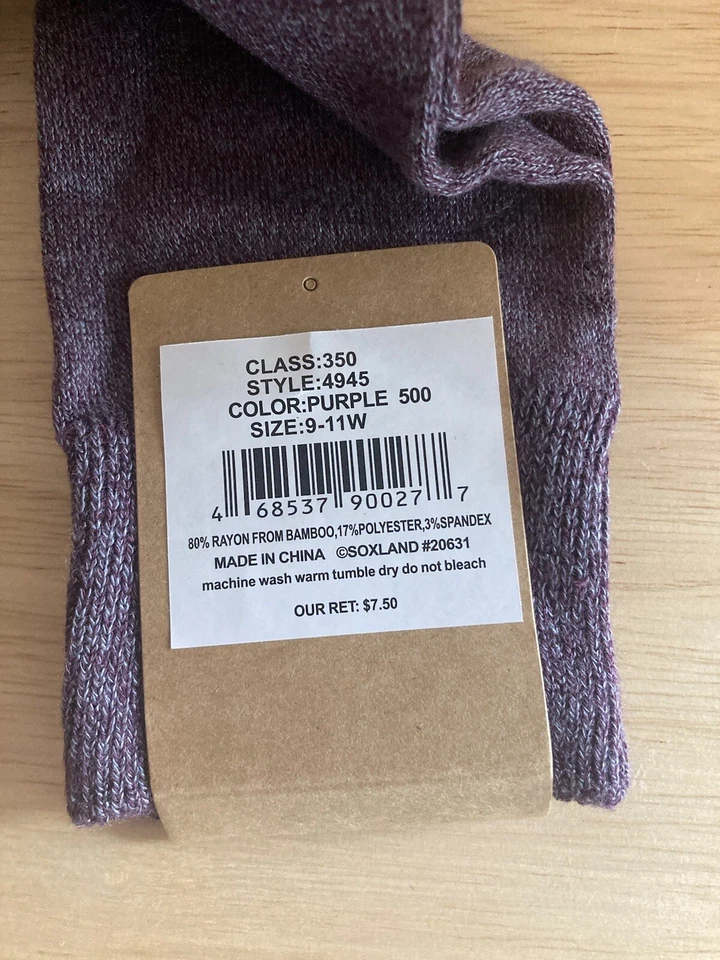 CLASS:350
STYLE:4945
COLOR:PURPLE 500
SIZE:9-11W
4 68537 90027 7
80% RAYON FROM BAMBOO,17%POLYESTER,3%SPANDEX
MADE IN CHINA ©SOXLAND #20631
machine wash warm tumble dry do not bleach
OUR RET: $7.50